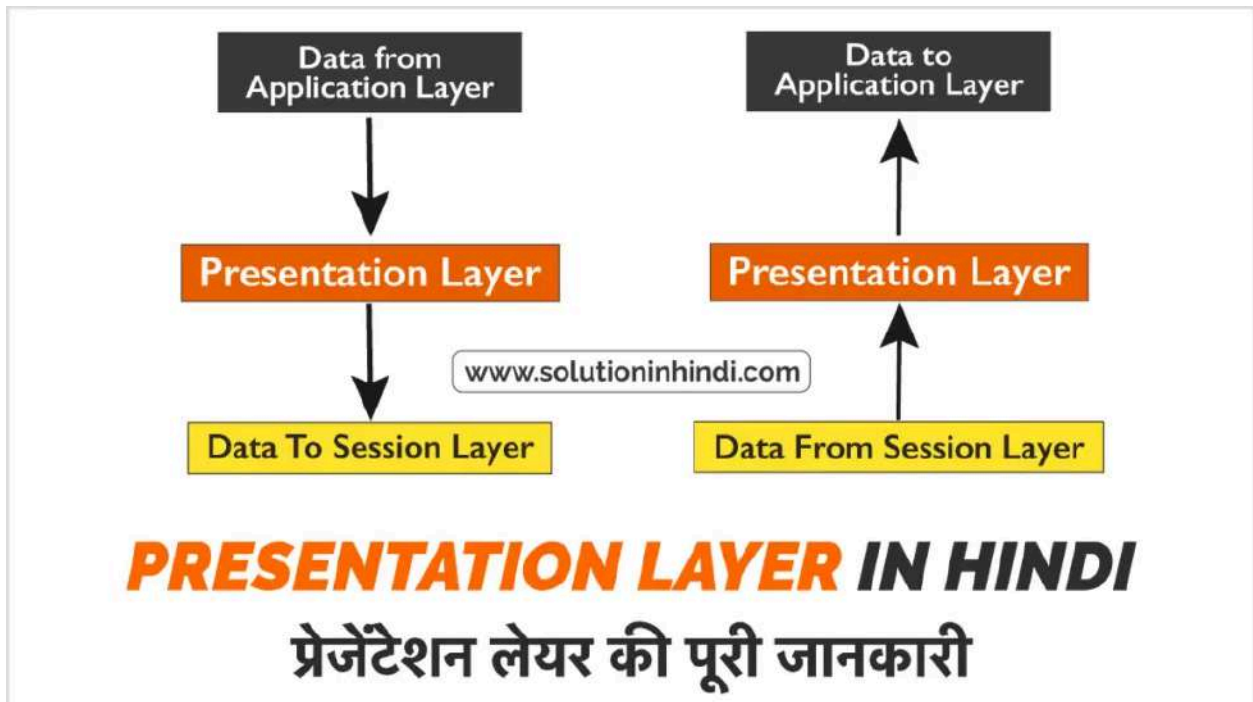 Data from
Application Layer
Data to
Application Layer
Presentation Layer
Presentation Layer
www.solutioninhindi.com
Data To Session Layer
Data From Session Layer
PRESENTATION LAYER IN HINDI
प्रेजेंटेशन लेयर की पूरी जानकारी